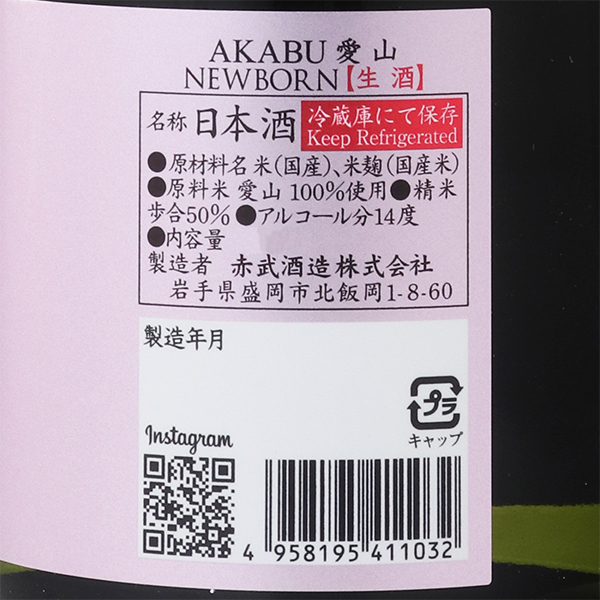 AKABU 愛山
NEWBORN【生酒】
名称 日本酒 冷蔵庫にて保存
Keep Refrigerated
●原材料名 米(国産)、米麹(国産米)
●原料米 愛山 100%使用●精米
歩合50% ●アルコール分14度
●内容量
製造者 赤武酒造株式会社
岩手県盛岡市北飯岡1-8-60
製造年月
プラ
キャップ
Instagram
4 958195 411032